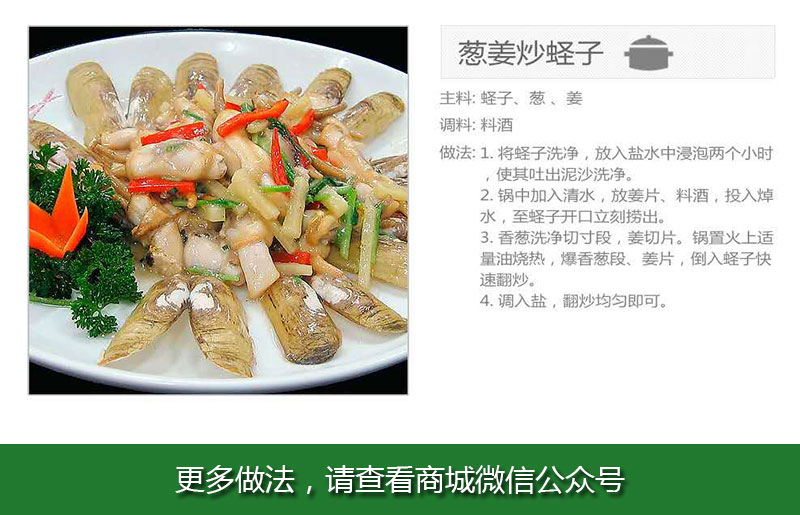 葱姜炒蛏子
主料: 蛏子、葱 、姜
调料: 料酒
做法: 1. 将蛏子洗净，放入盐水中浸泡两个小时
，使其吐出泥沙洗净。
2. 锅中加入清水，放姜片、料酒，投入焯
水，至蛏子开口立刻捞出。
3. 香葱洗净切寸段，姜切片。锅置火上适
量油烧热，爆香葱段、姜片，倒入蛏子快
速翻炒。
4. 调入盐，翻炒均匀即可。
更多做法，请查看商城微信公众号